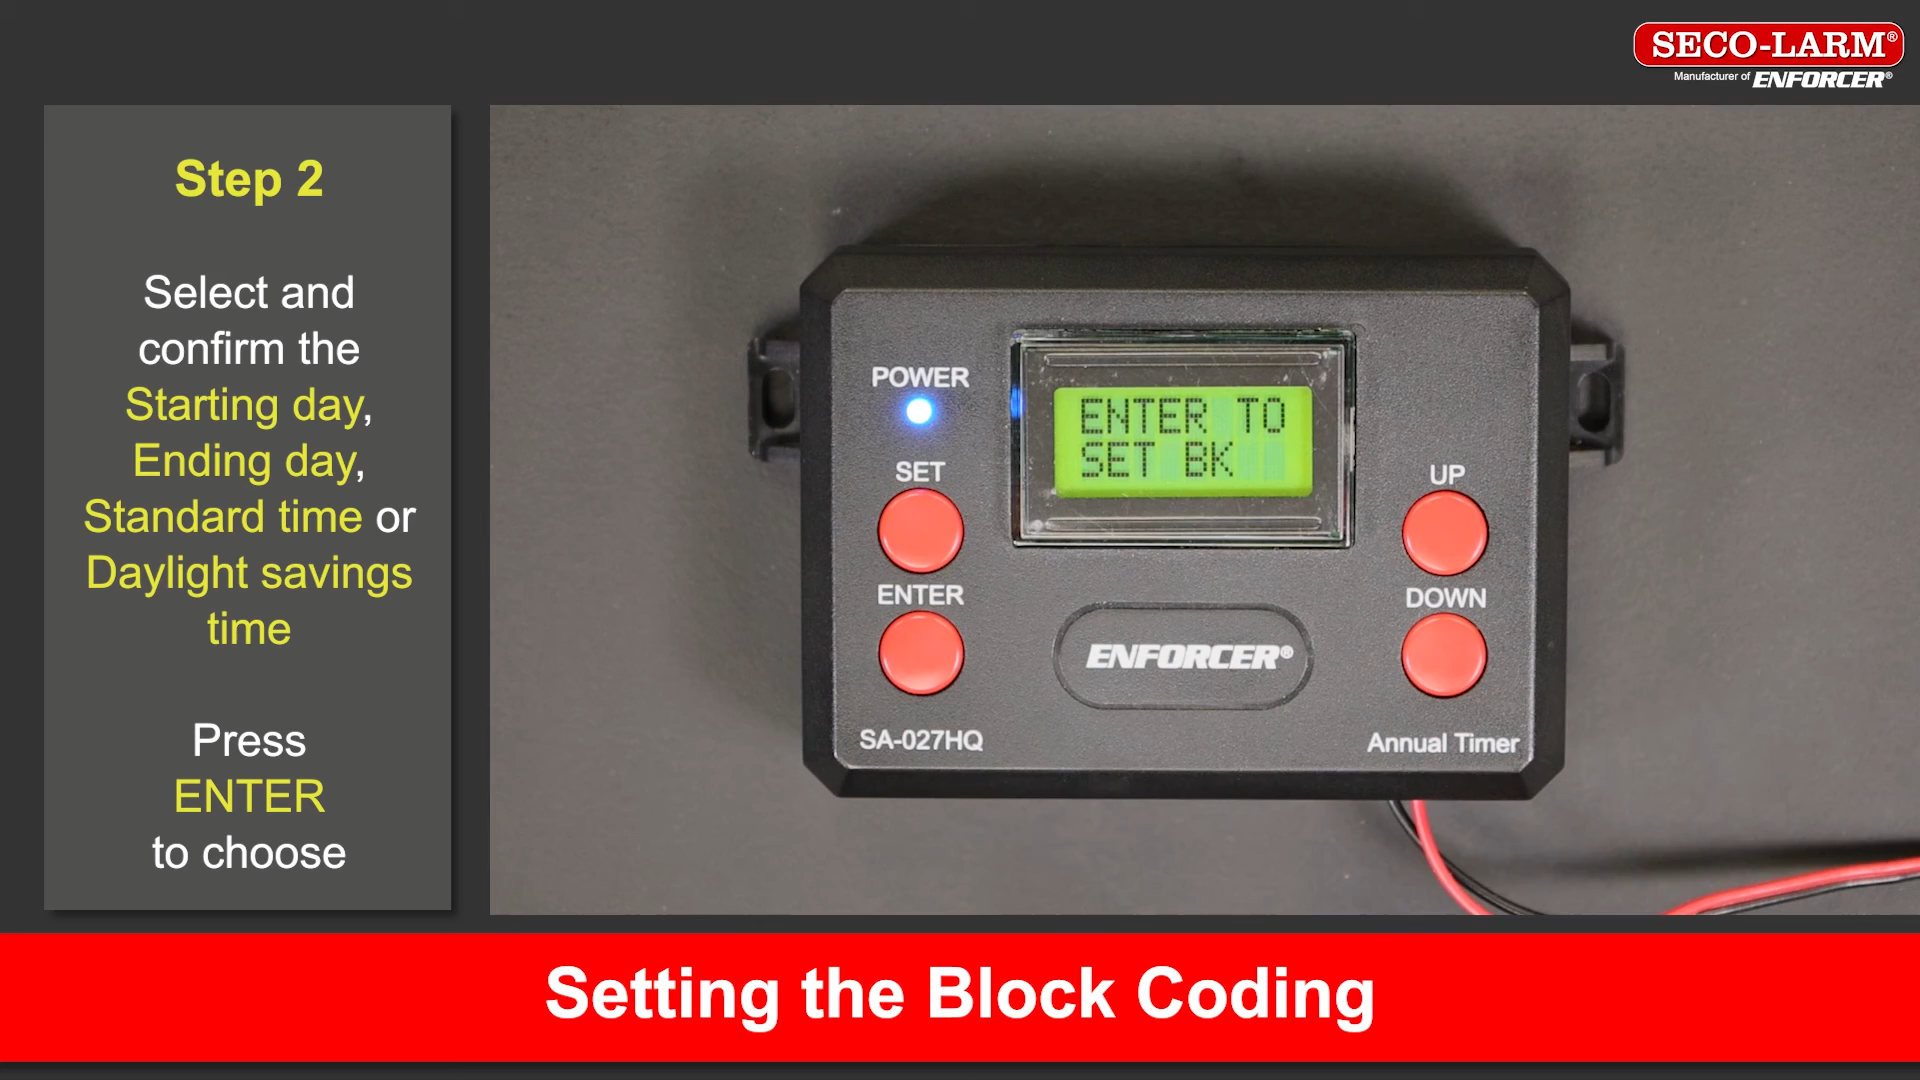 SECO-LARM®
Manufacturer of ENFORCER®
Step 2
Select and
confirm the
Starting day,
Ending day,
Standard time or
Daylight savings
time
Press
ENTER
to choose
POWER
ENTER TO
SET BK
SET
UP
ENTER
DOWN
ENFORCER®
SA-027HQ
Annual Timer
Setting the Block Coding